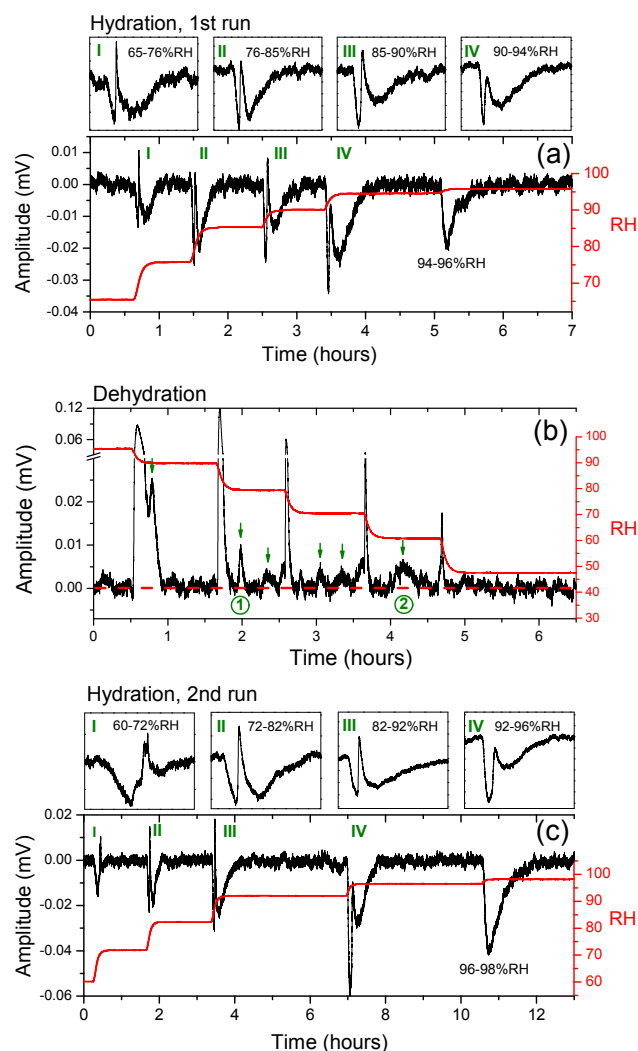 Hydration, 1st run
I 65-76%RH
II 76-85%RH
III 85-90%RH
IV 90-94%RH
(a)
I II III IV
94-96%RH
0.01
0.00
-0.01
-0.02
-0.03
-0.04
Amplitude (mV)
95
90
85
80
75
70
65
RH
0 1 2 3 4 5 6 7
Time (hours)
Dehydration
(b)
0.12
0.06
0.02
0.01
0.00
Amplitude (mV)
100
90
80
70
60
50
40
30
RH
1 2
0 1 2 3 4 5 6
Time (hours)
Hydration, 2nd run
I 60-72%RH
II 72-82%RH
III 82-92%RH
IV 92-96%RH
(c)
I II III IV
96-98%RH
0.02
0.00
-0.02
-0.04
-0.06
Amplitude (mV)
100
90
80
70
60
RH
0 2 4 6 8 10 12
Time (hours)